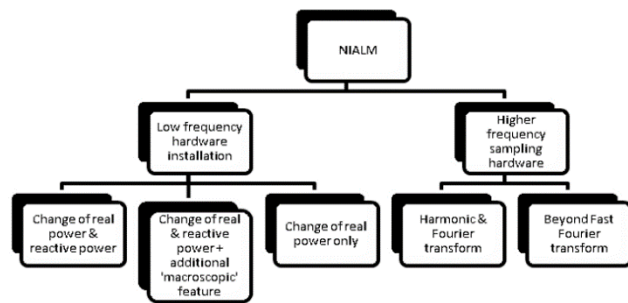 NIALM
Low frequency
hardware
installation
Higher
frequency
sampling
hardware
Change of real
power & reactive power
Change of real
& reactive
power +
additional
'macroscopic'
feature
Change of real
power only
Harmonic &
Fourier
transform
Beyond Fast
Fourier
transform